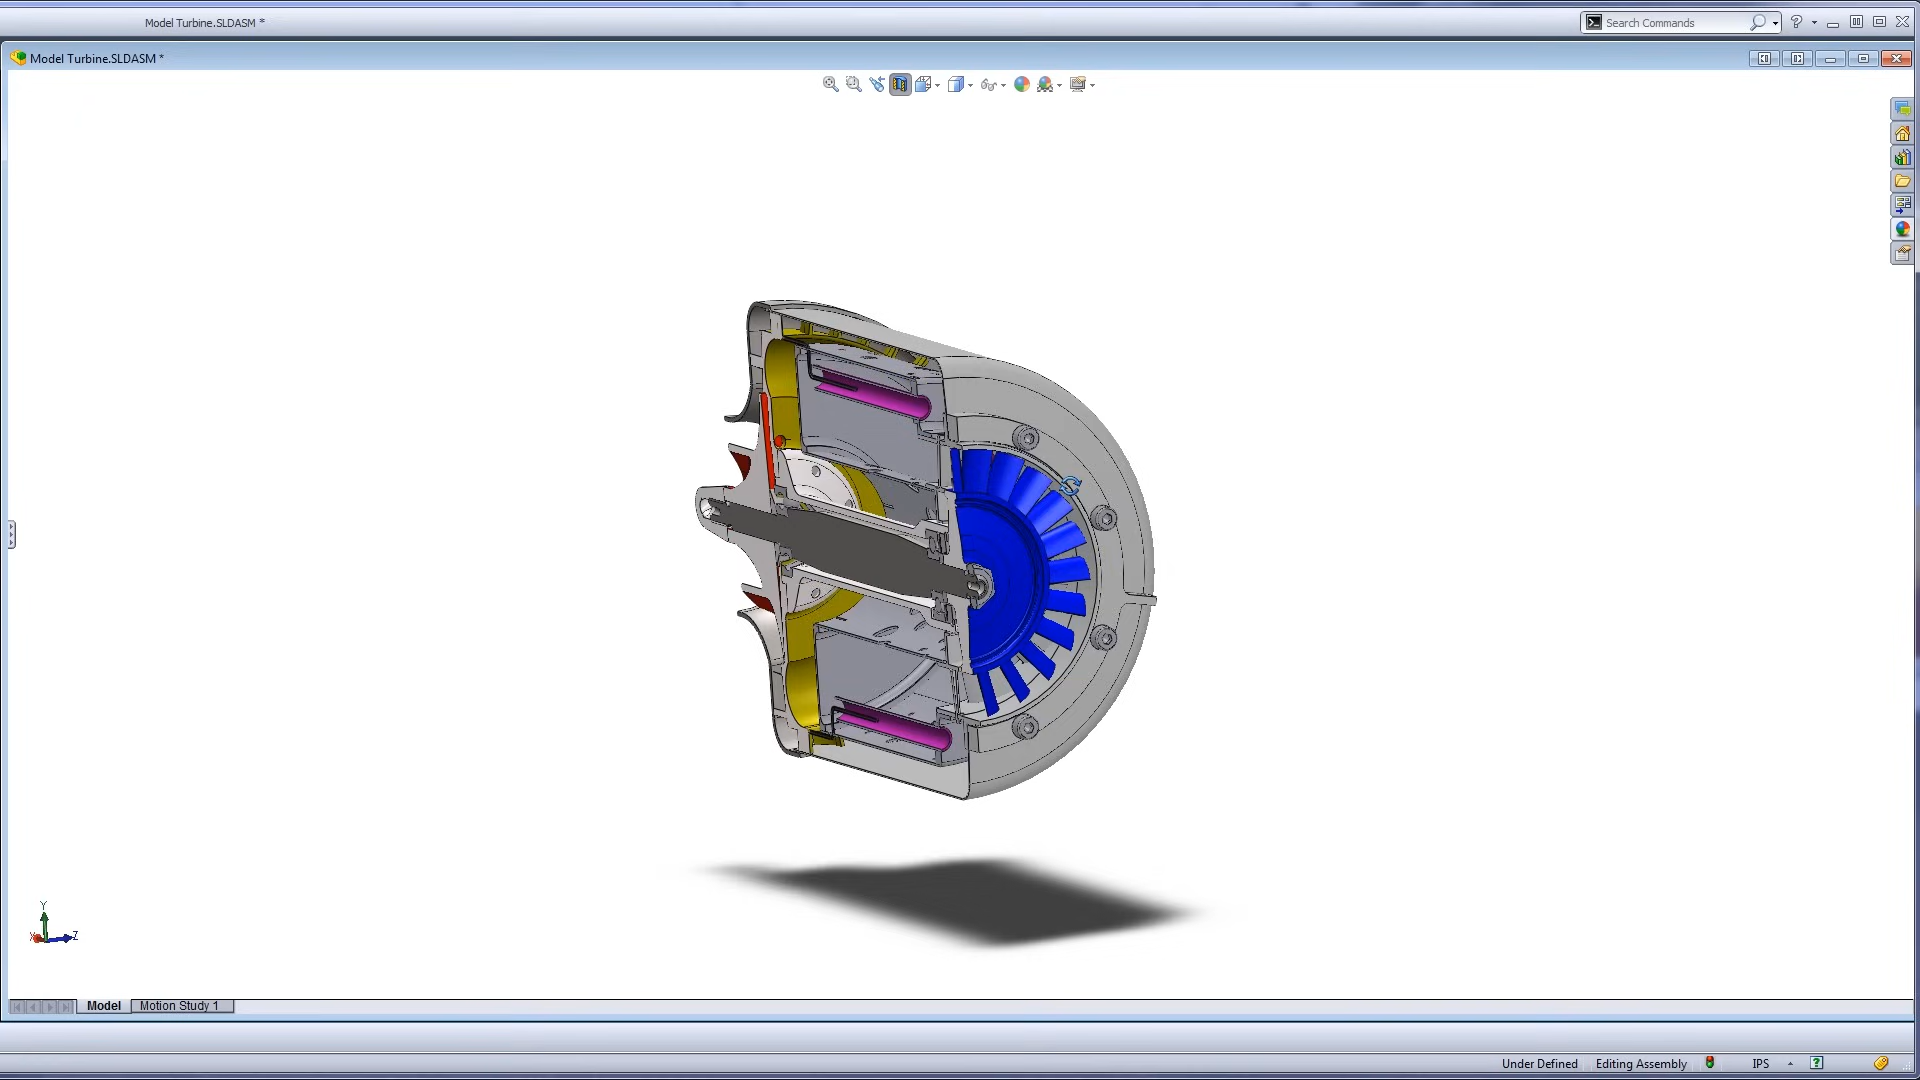 Model Turbine.SLDASM *
Search Commands
?
Model Turbine.SLDASM *
Y
X
Z
Model
Motion Study 1
Under Defined
Editing Assembly
IPS
?